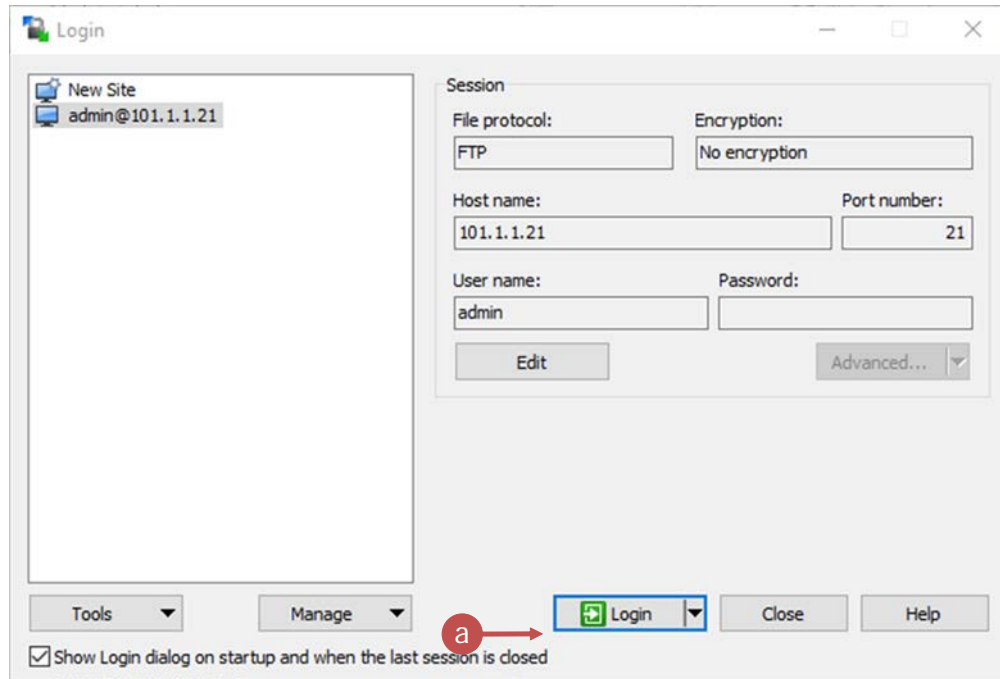 Login
New Site
admin@101.1.1.21
Session
File protocol:
Encryption:
FTP
No encryption
Host name:
Port number:
101.1.1.21
21
User name:
Password:
admin
Edit
Advanced...
Tools
Manage
a
Login
Close
Help
Show Login dialog on startup and when the last session is closed